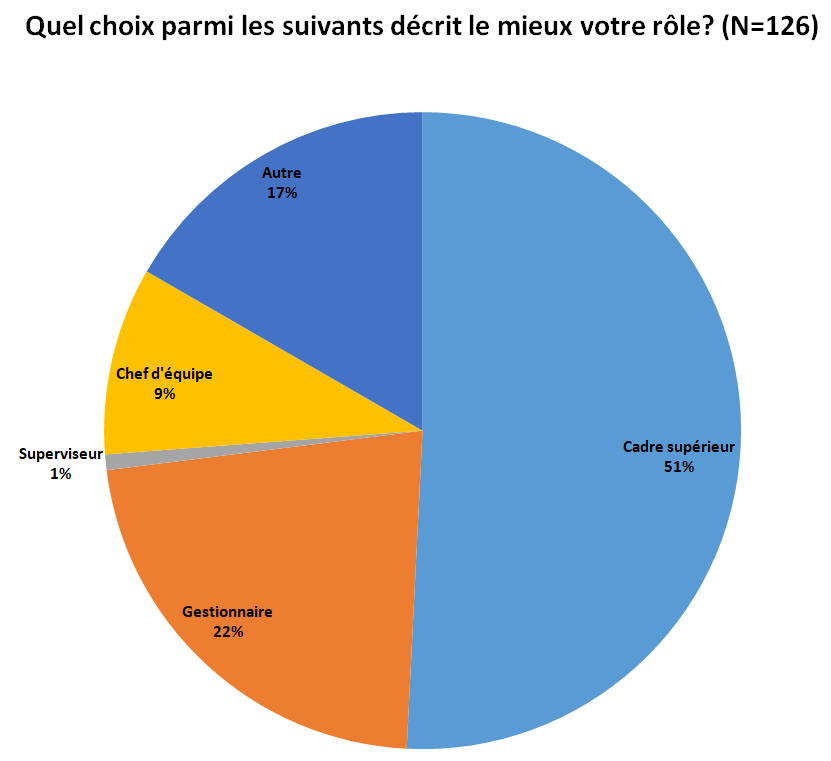 Quel choix parmi les suivants décrit le mieux votre rôle? (N=126)
Autre
17%
Chef d'équipe
9%
Superviseur
1%
Cadre supérieur
51%
Gestionnaire
22%